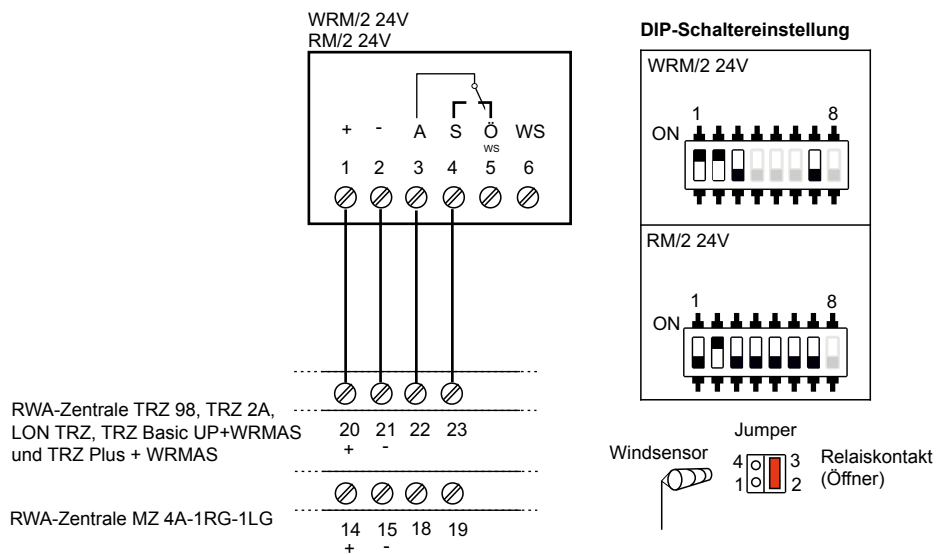 WRM/2 24V
RM/2 24V
+ - A S Ö WS
WS
1 2 3 4 5 6
RWA-Zentrale TRZ 98, TRZ 2A,
LON TRZ, TRZ Basic UP+WRMAS
und TRZ Plus + WRMAS
20 21 22 23
+ -
RWA-Zentrale MZ 4A-1RG-1LG
14 15 18 19
+ -
DIP-Schaltereinstellung
WRM/2 24V
1 8
ON
RM/2 24V
1 8
ON
Jumper
Windsensor
4 3
1 2
Relaiskontakt
(Öffner)